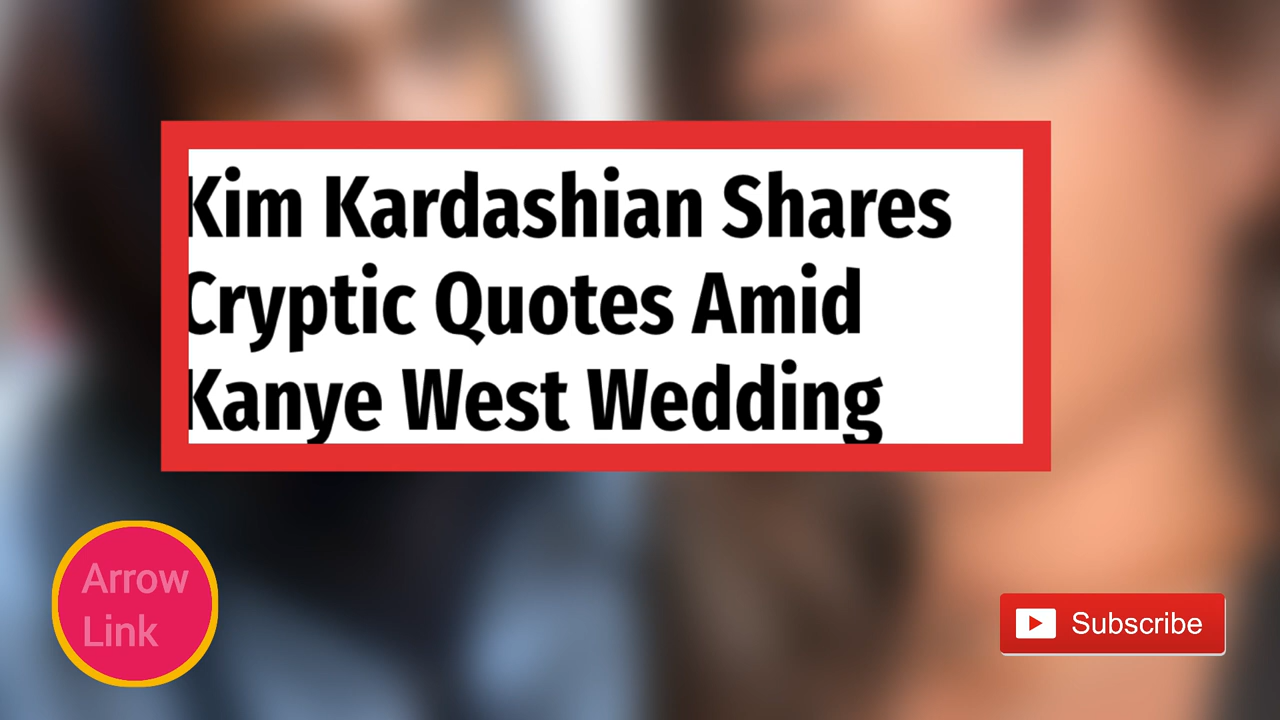 Kim Kardashian Shares
Cryptic Quotes Amid
Kanye West Wedding
Arrow
Link
Subscribe